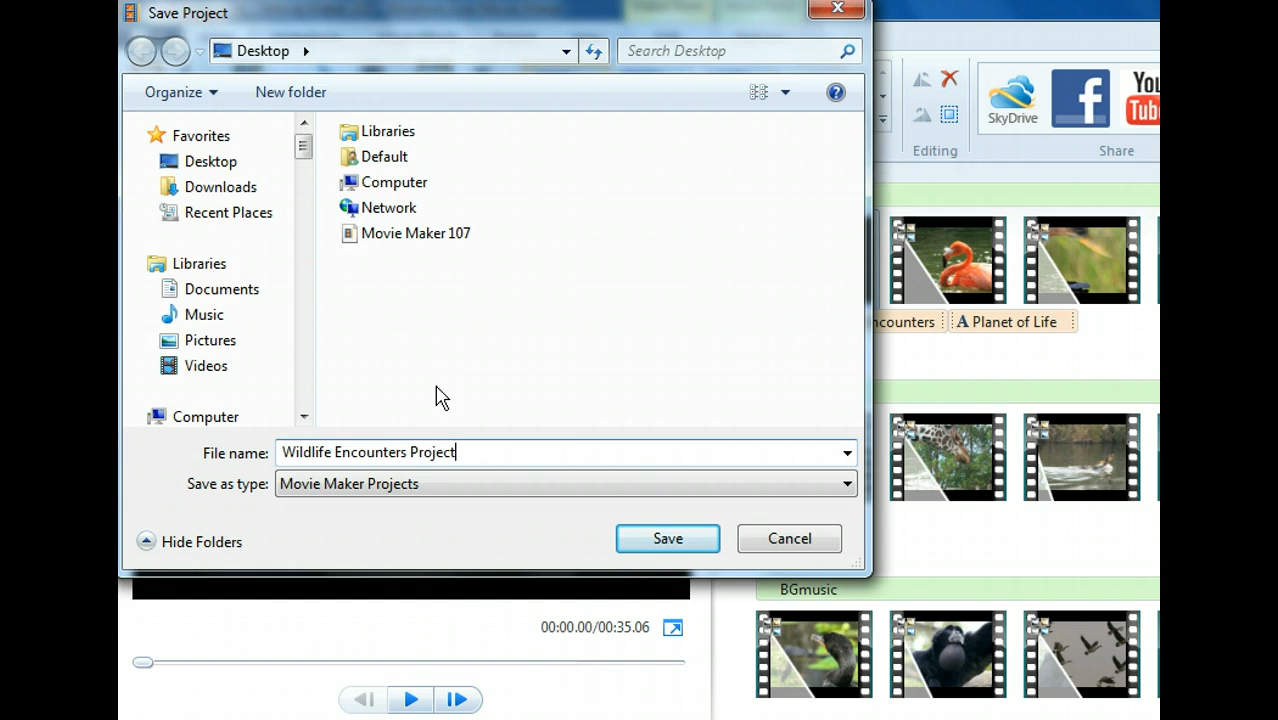 Save Project
Desktop
Search Desktop
Organize
New folder
Favorites
Desktop
Downloads
Recent Places
Libraries
Documents
Music
Pictures
Videos
Computer
Libraries
Default
Computer
Network
Movie Maker 107
File name: Wildlife Encounters Project
Save as type: Movie Maker Projects
Hide Folders
Save
Cancel
SkyDrive
f
You
Tub
Editing
Share
ncounters
A Planet of Life
BGmusic
00:00.00/00:35.06